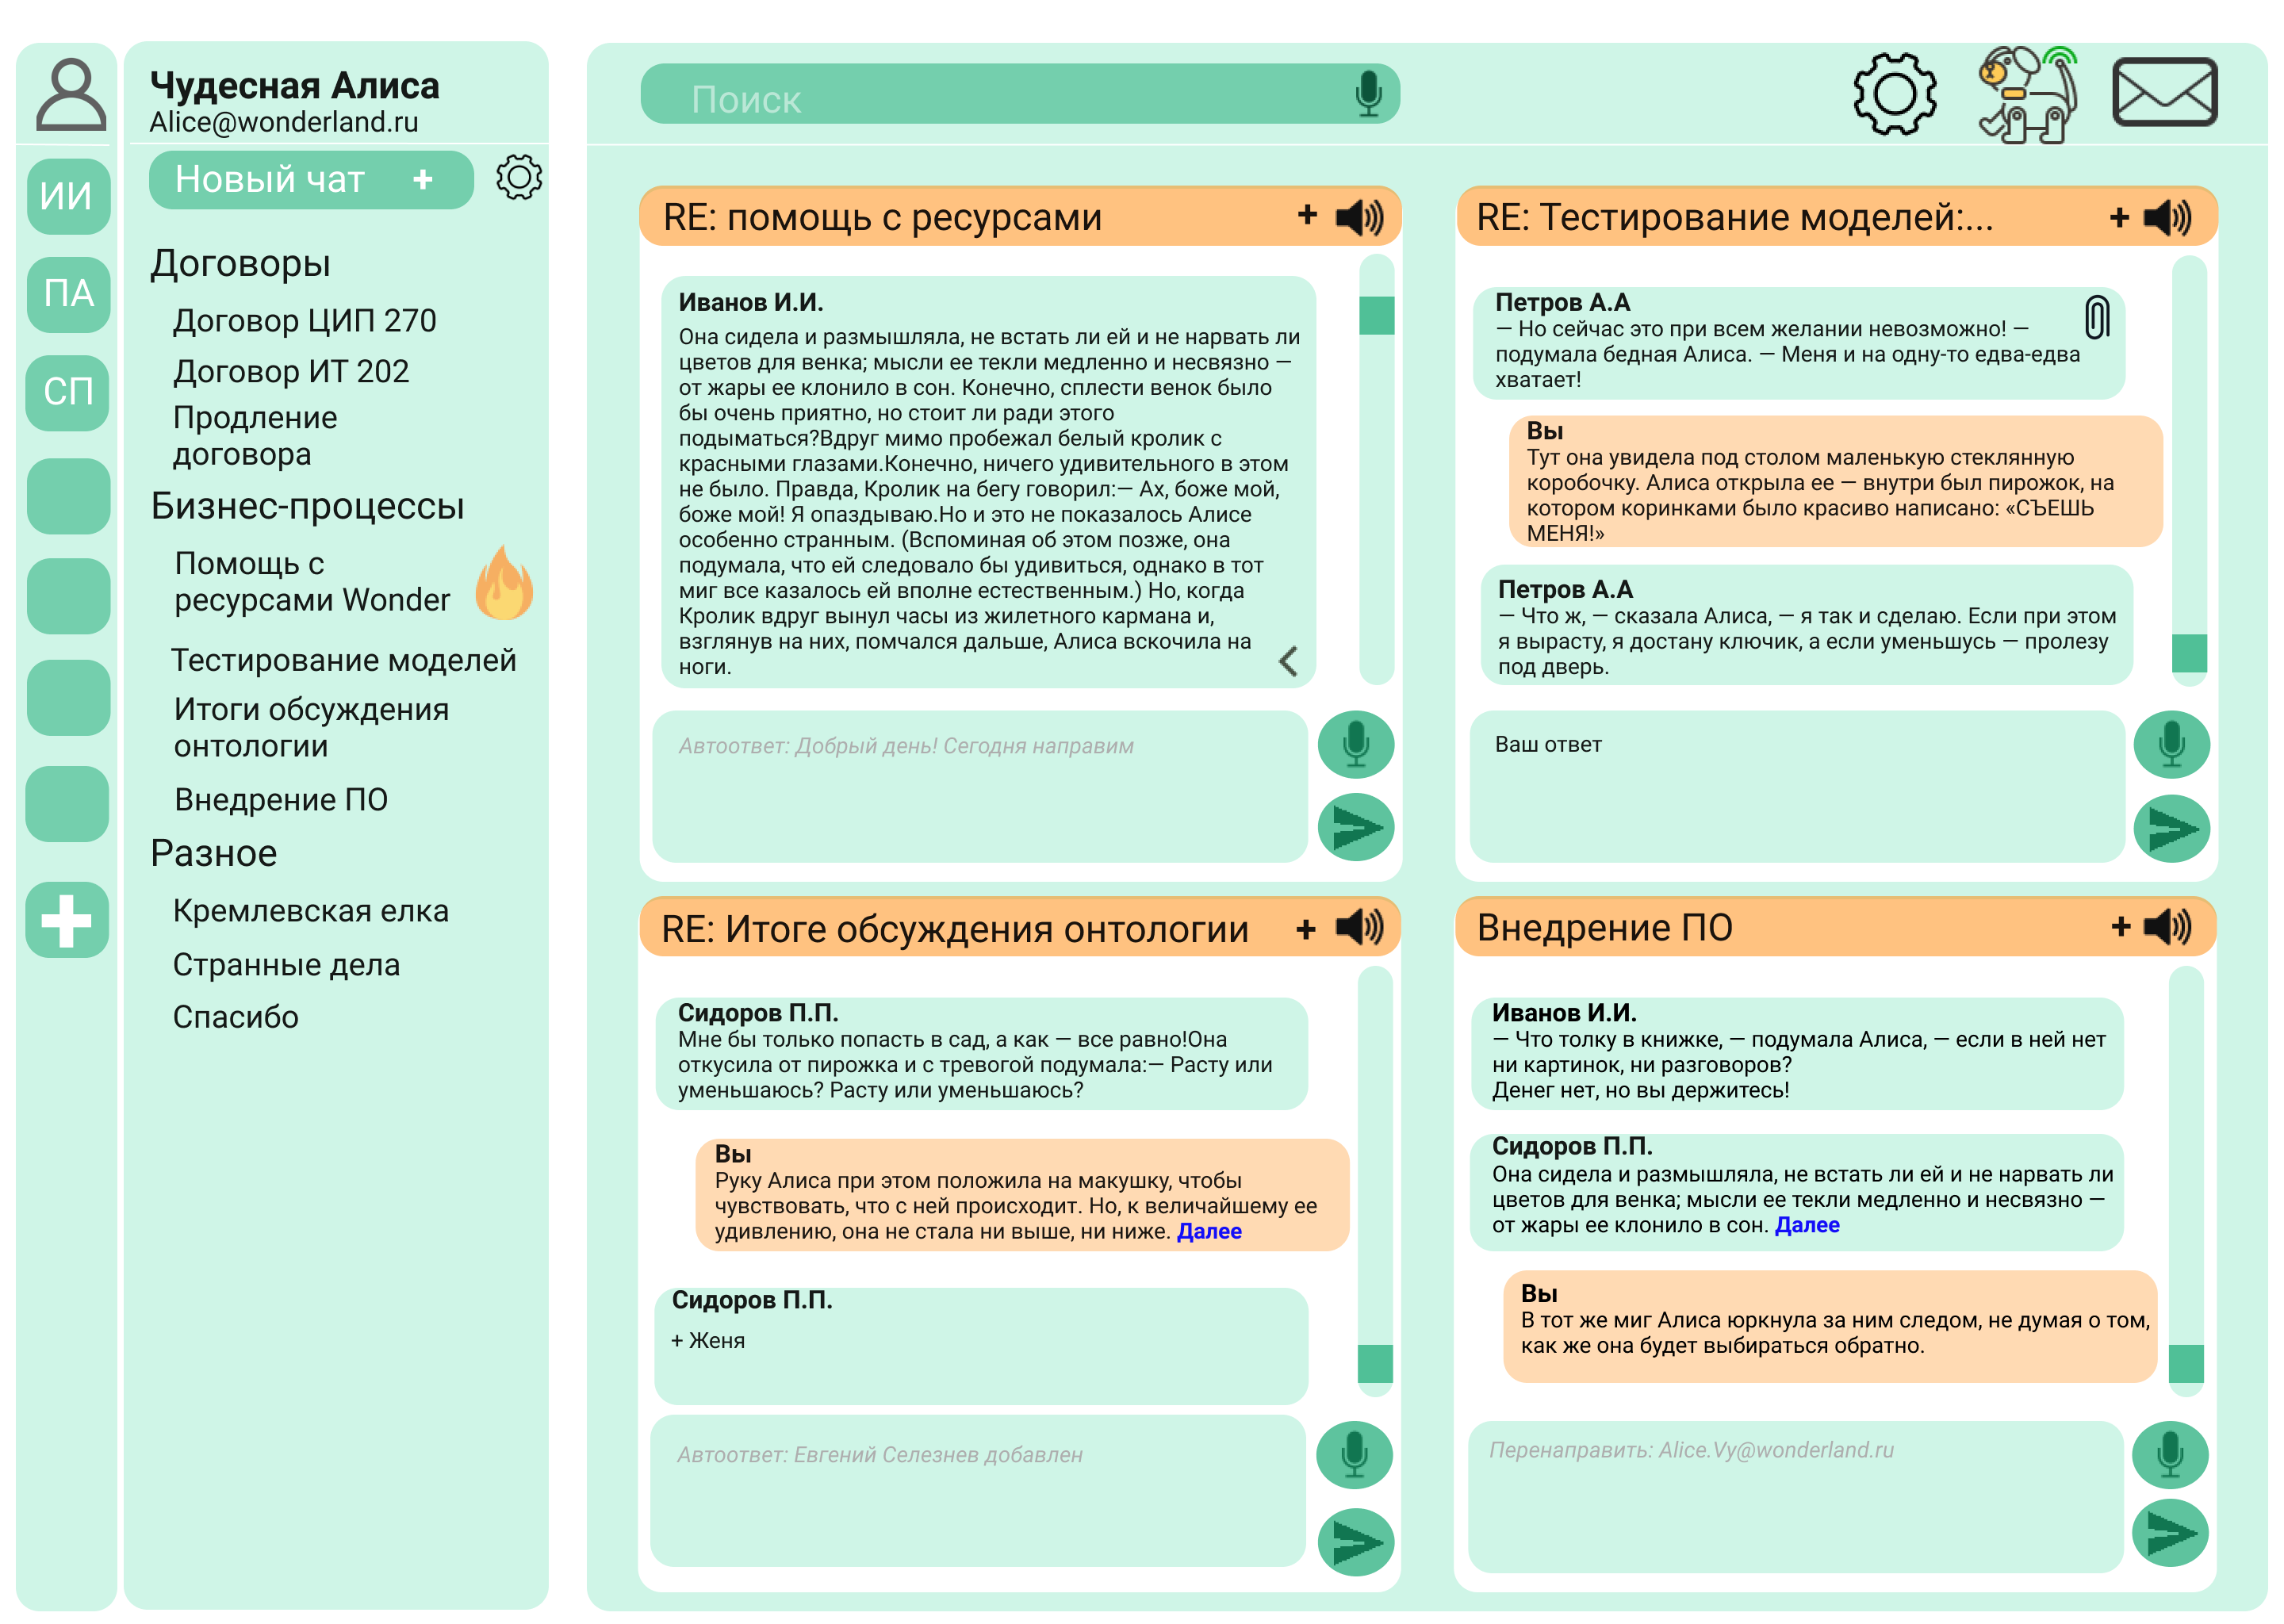 Чудесная Алиса
Alice@wonderland.ru
ИИ
ПА
СП
Новый чат +
Договоры
Договор ЦИП 270
Договор ИТ 202
Продление
договора
Бизнес-процессы
Помощь с
ресурсами Wonder
Тестирование моделей
Итоги обсуждения
онтологии
Внедрение ПО
Разное
Кремлевская елка
Странные дела
Спасибо
Поиск
RE: помощь с ресурсами +
Иванов И.И.
Она сидела и размышляла, не встать ли ей и не нарвать ли
цветов для венка; мысли ее текли медленно и несвязно —
от жары ее клонило в сон. Конечно, сплести венок было
бы очень приятно, но стоит ли ради этого
подыматься?Вдруг мимо пробежал белый кролик с
красными глазами.Конечно, ничего удивительного в этом
не было. Правда, Кролик на бегу говорил:— Ах, боже мой,
боже мой! Я опаздываю.Но и это не показалось Алисе
особенно странным. (Вспоминая об этом позже, она
подумала, что ей следовало бы удивиться, однако в тот
миг все казалось ей вполне естественным.) Но, когда
Кролик вдруг вынул часы из жилетного кармана и,
взглянув на них, помчался дальше, Алиса вскочила на
ноги.
Автоответ: Добрый день! Сегодня направим
RE: Тестирование моделей:... +
Петров А.А
— Но сейчас это при всем желании невозможно! —
подумала бедная Алиса. — Меня и на одну-то едва-едва
хватает!
Вы
Тут она увидела под столом маленькую стеклянную
коробочку. Алиса открыла ее — внутри был пирожок, на
котором коринками было красиво написано: «СЪЕШЬ
МЕНЯ!»
Петров А.А
— Что ж, — сказала Алиса, — я так и сделаю. Если при этом
я вырасту, я достану ключик, а если уменьшусь — пролезу
под дверь.
Ваш ответ
RE: Итоге обсуждения онтологии +
Сидоров П.П.
Мне бы только попасть в сад, а как — все равно!Она
откусила от пирожка и с тревогой подумала:— Расту или
уменьшаюсь? Расту или уменьшаюсь?
Вы
Руку Алиса при этом положила на макушку, чтобы
чувствовать, что с ней происходит. Но, к величайшему ее
удивлению, она не стала ни выше, ни ниже. Далее
Сидоров П.П.
+ Женя
Автоответ: Евгений Селезнев добавлен
Внедрение ПО +
Иванов И.И.
— Что толку в книжке, — подумала Алиса, — если в ней нет
ни картинок, ни разговоров?
Денег нет, но вы держитесь!
Сидоров П.П.
Она сидела и размышляла, не встать ли ей и не нарвать ли
цветов для венка; мысли ее текли медленно и несвязно —
от жары ее клонило в сон. Далее
Вы
В тот же миг Алиса юркнула за ним следом, не думая о том,
как же она будет выбираться обратно.
Перенаправить: Alice.Vy@wonderland.ru